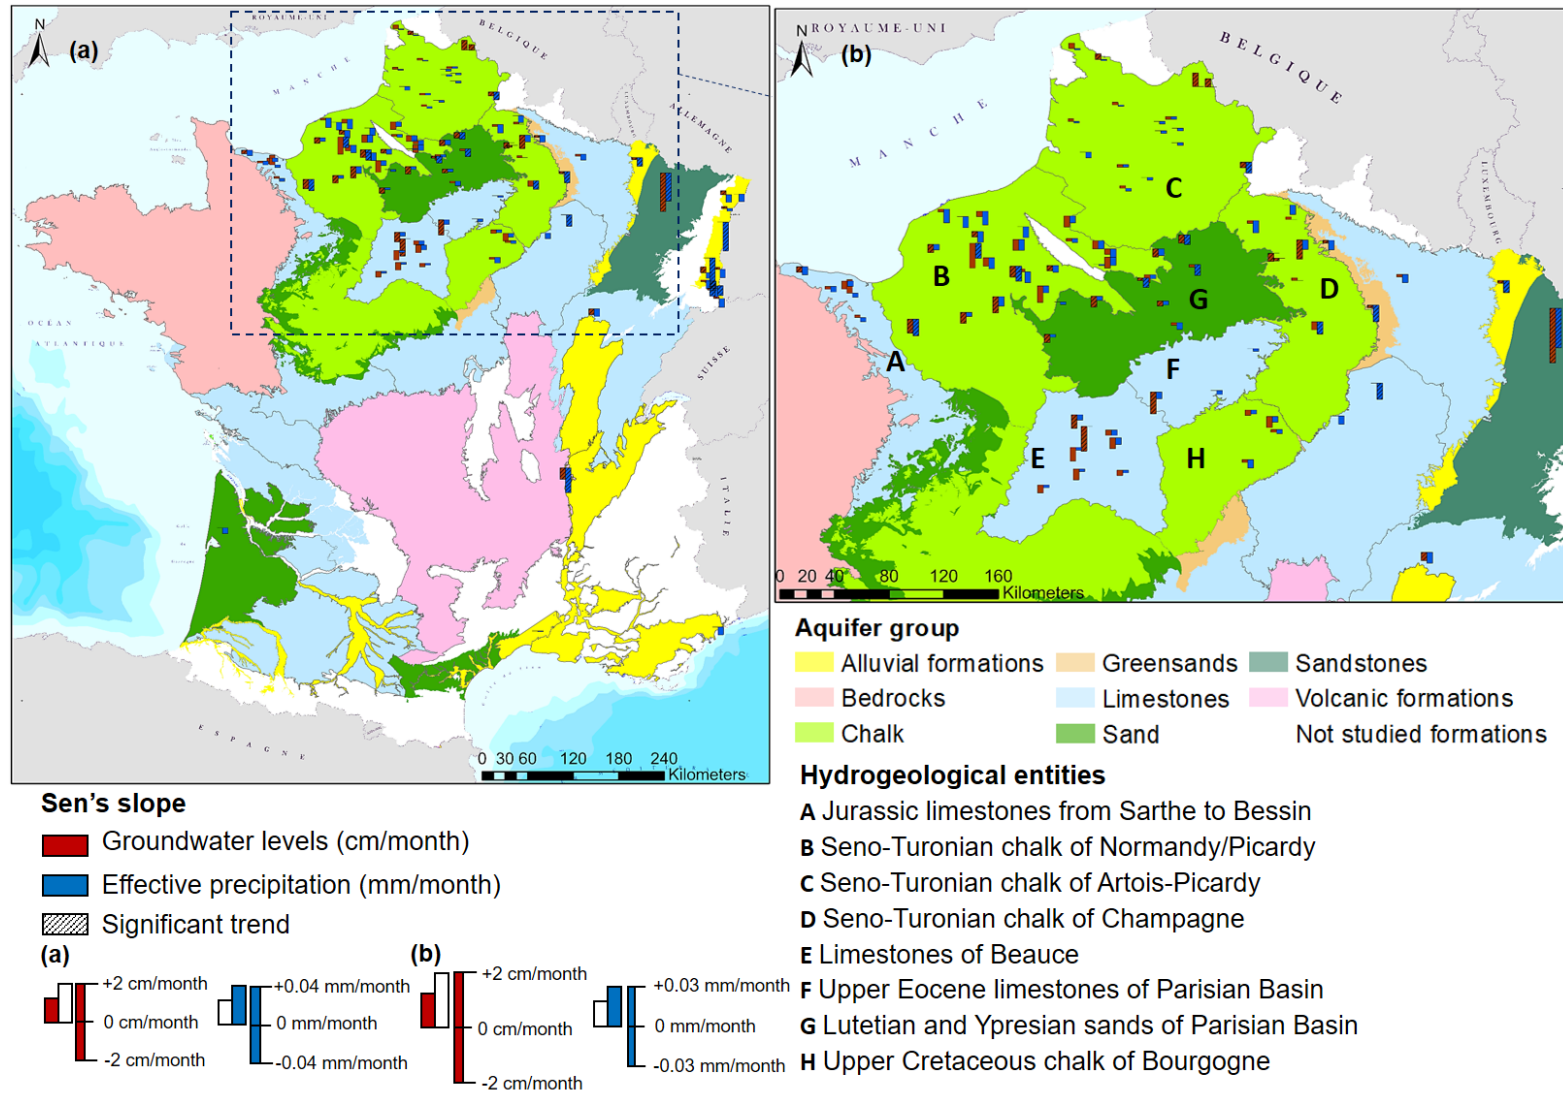 N
(a)
ROYAUME-UNI
BELGIQUE
MANCHE
LUXEMBOURG
ALLEMAGNE
OCÉAN
ATLANTIQUE
SUISSE
ITALIE
ESPAGNE
0 30 60 120 180 240
Kilometers
N
(b)
ROYAUME-UNI
BELGIQUE
MANCHE
LUXEMBOURG
C
B
G
D
A
F
E
H
0 20 40 80 120 160
Kilometers
Aquifer group
Alluvial formations
Greensands
Sandstones
Bedrocks
Limestones
Volcanic formations
Chalk
Sand
Not studied formations
Hydrogeological entities
A Jurassic limestones from Sarthe to Bessin
B Seno-Turonian chalk of Normandy/Picardy
C Seno-Turonian chalk of Artois-Picardy
D Seno-Turonian chalk of Champagne
E Limestones of Beauce
F Upper Eocene limestones of Parisian Basin
G Lutetian and Ypresian sands of Parisian Basin
H Upper Cretaceous chalk of Bourgogne
Sen's slope
Groundwater levels (cm/month)
Effective precipitation (mm/month)
Significant trend
(a)
+2 cm/month
0 cm/month
-2 cm/month
+0.04 mm/month
0 mm/month
-0.04 mm/month
(b)
+2 cm/month
0 cm/month
-2 cm/month
+0.03 mm/month
0 mm/month
-0.03 mm/month